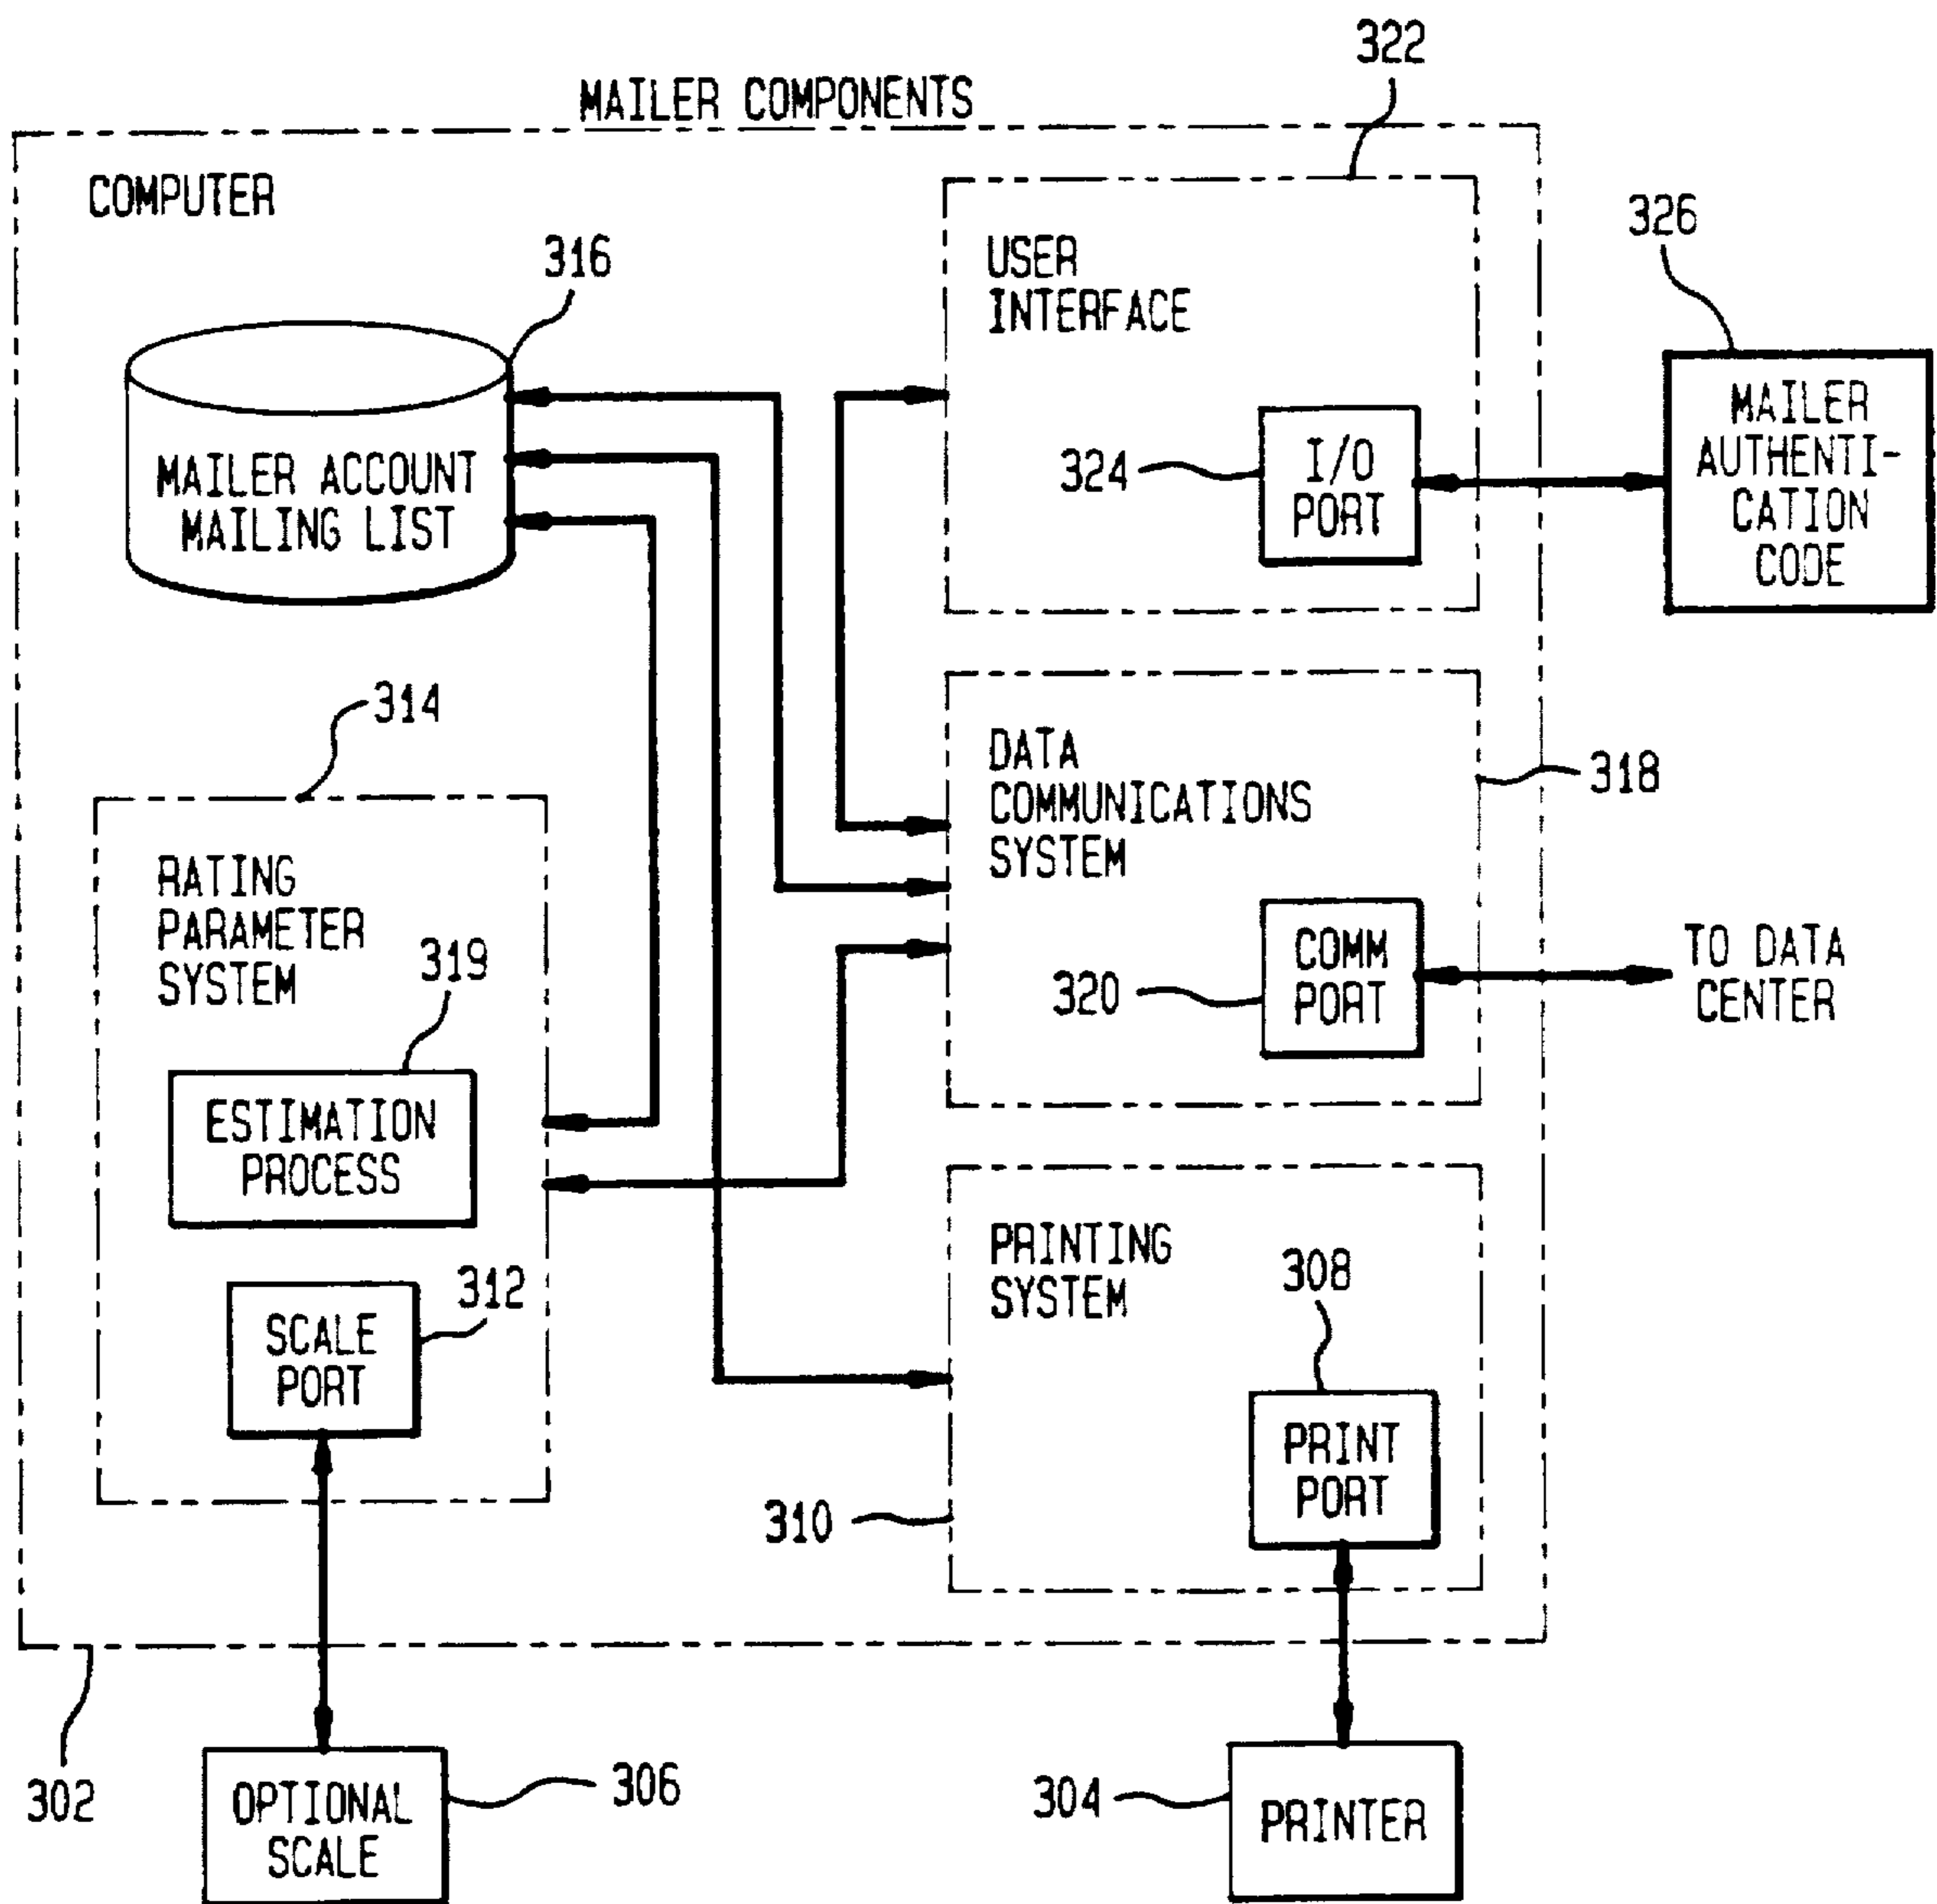 322
MAILER COMPONENTS
COMPUTER
326
316
USER
INTERFACE
MAILER
AUTHENTI-
CATION
CODE
324
I/O
PORT
MAILER ACCOUNT
MAILING LIST
314
DATA
COMMUNICATIONS
SYSTEM
318
RATING
PARAMETER
SYSTEM
319
320
COMM
PORT
TO DATA
CENTER
ESTIMATION
PROCESS
PRINTING
SYSTEM
308
312
SCALE
PORT
PRINT
PORT
310
302
OPTIONAL
SCALE
306
304
PRINTER